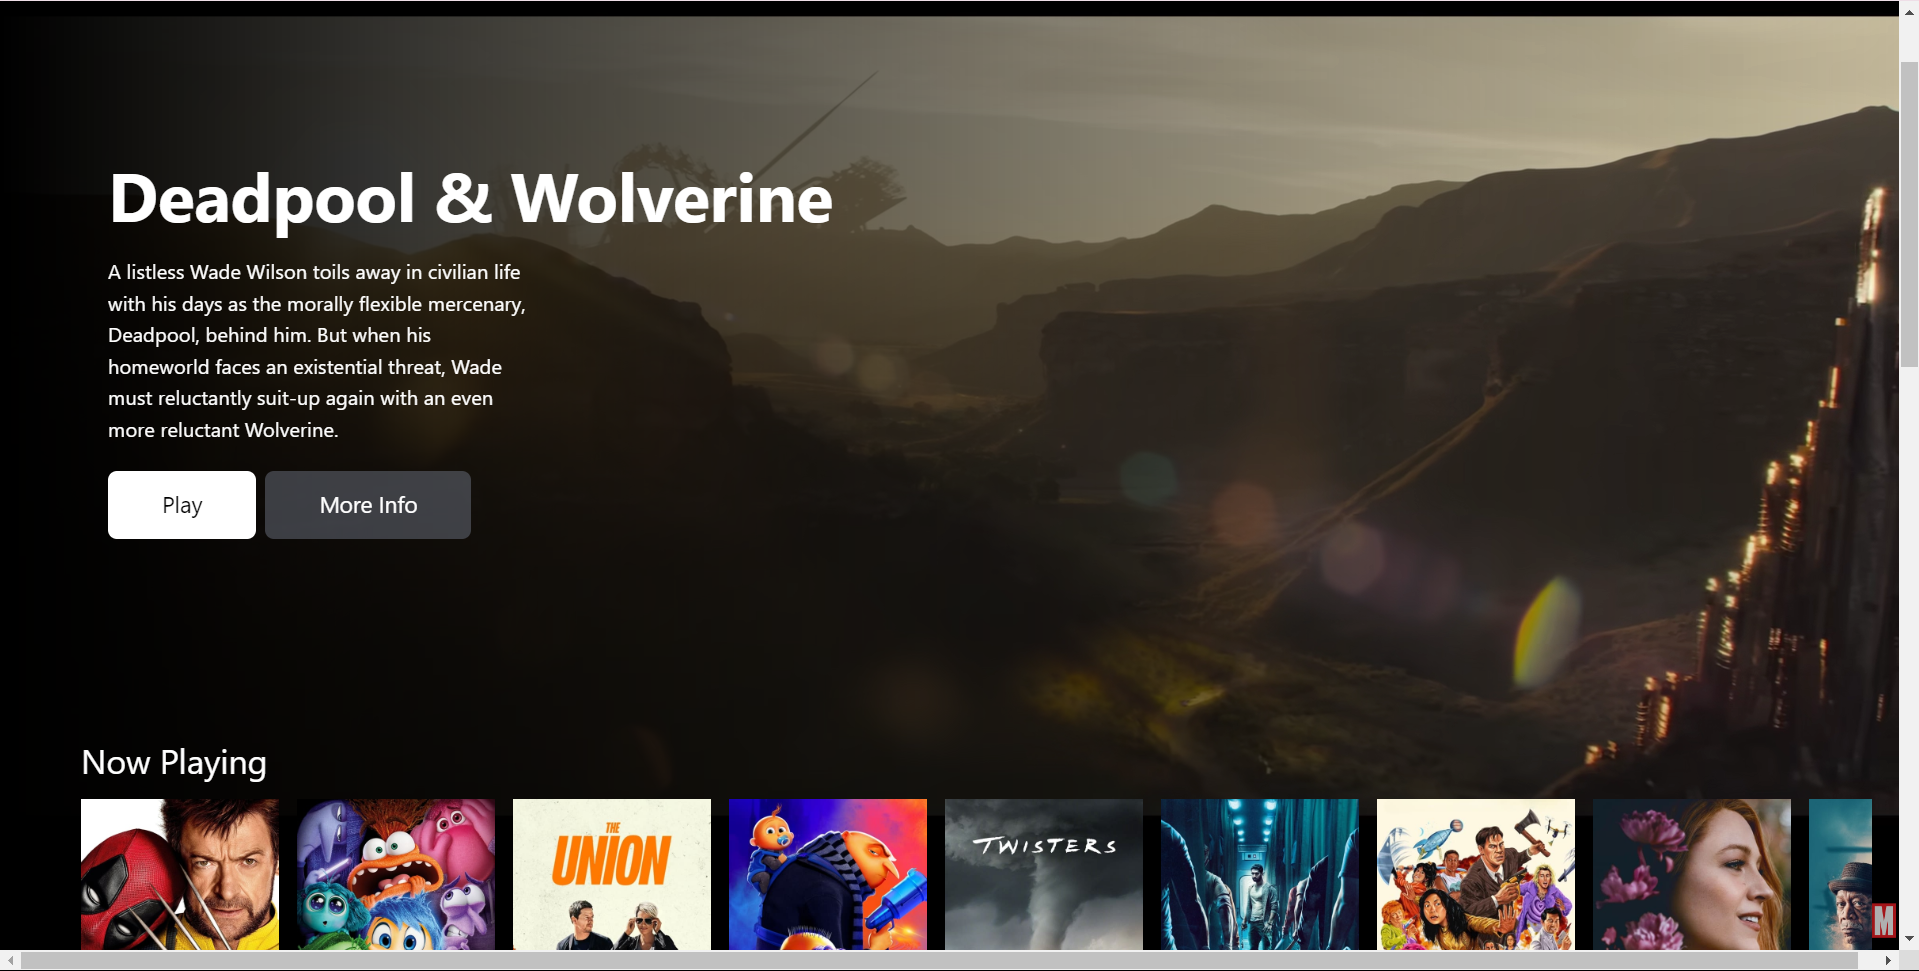 Deadpool & Wolverine
A listless Wade Wilson toils away in civilian life
with his days as the morally flexible mercenary,
Deadpool, behind him. But when his
homeworld faces an existential threat, Wade
must reluctantly suit-up again with an even
more reluctant Wolverine.
Play
More Info
Now Playing
THE
UNION
TWISTERS
M